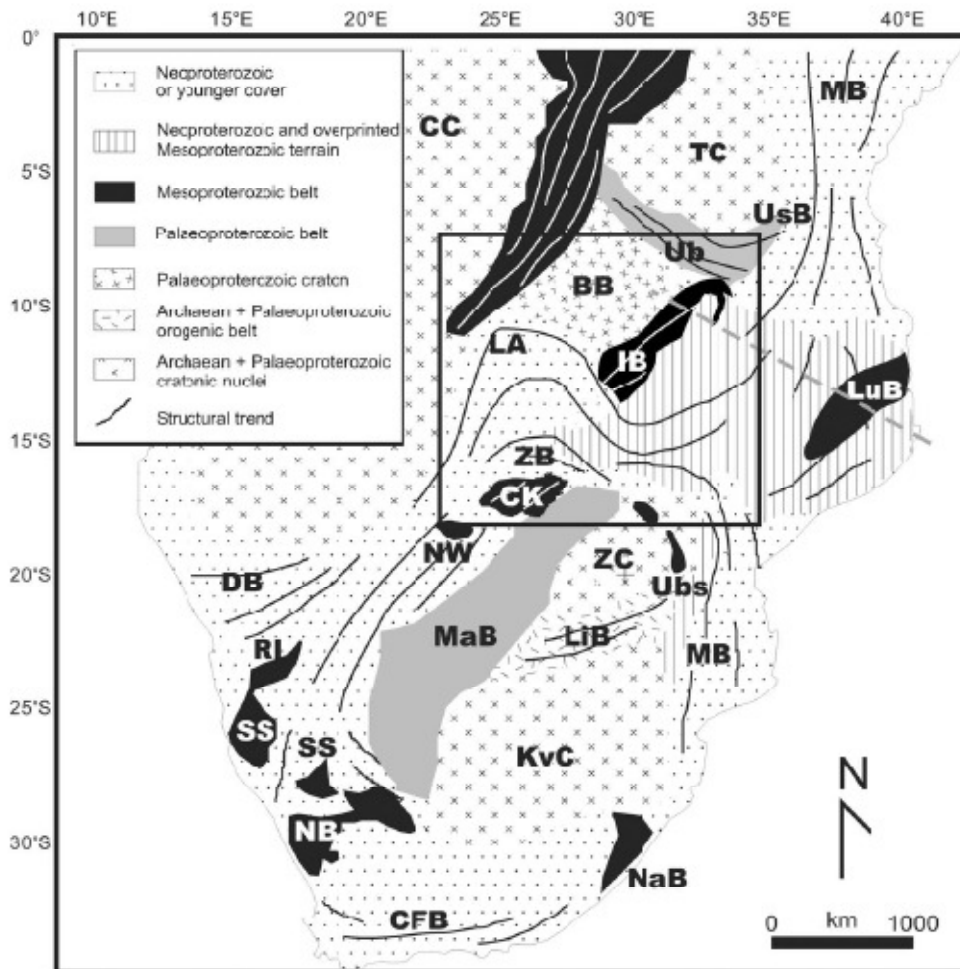 10°E 15°E 20°E 25°E 30°E 35°E 40°E
0°
5°S
10°S
15°S
20°S
25°S
30°S
Neoproterozoic
or younger cover
Neoproterozoic and overprinted
Mesoproterozoic terrain
Mesoproterozoic belt
Palaeoproterozoic belt
Palaeoproterozoic craton
Archaean + Palaeoproterozoic
orogenic belt
Archaean + Palaeoproterozoic
cratonic nuclei
Structural trend
MB
CC
TC
UsB
Ub
BB
LA
IB
LuB
ZB
CK
NW
ZC
DB
Ubs
MaB
LiB
MB
RI
SS
SS
KvC
N
NB
NaB
CFB
0 km 1000